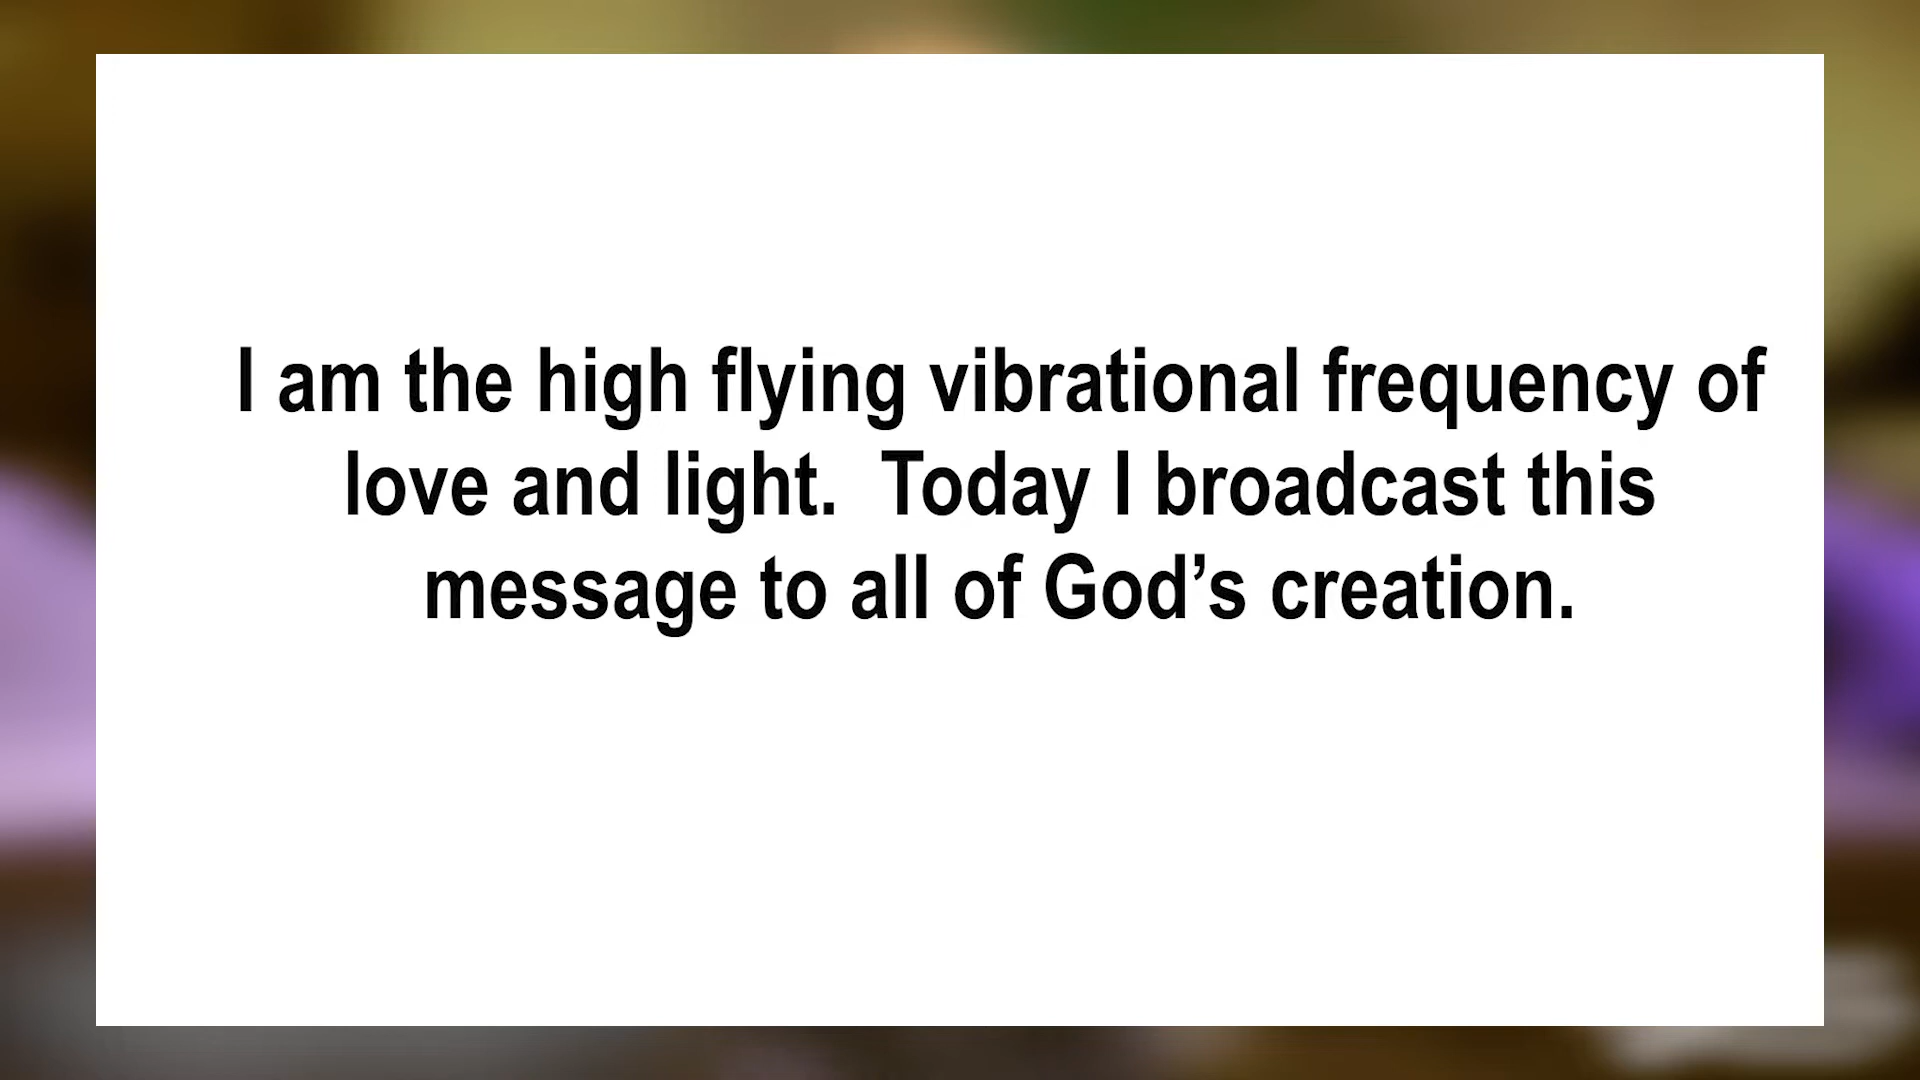 I am the high flying vibrational frequency of
love and light.  Today I broadcast this
message to all of God’s creation.